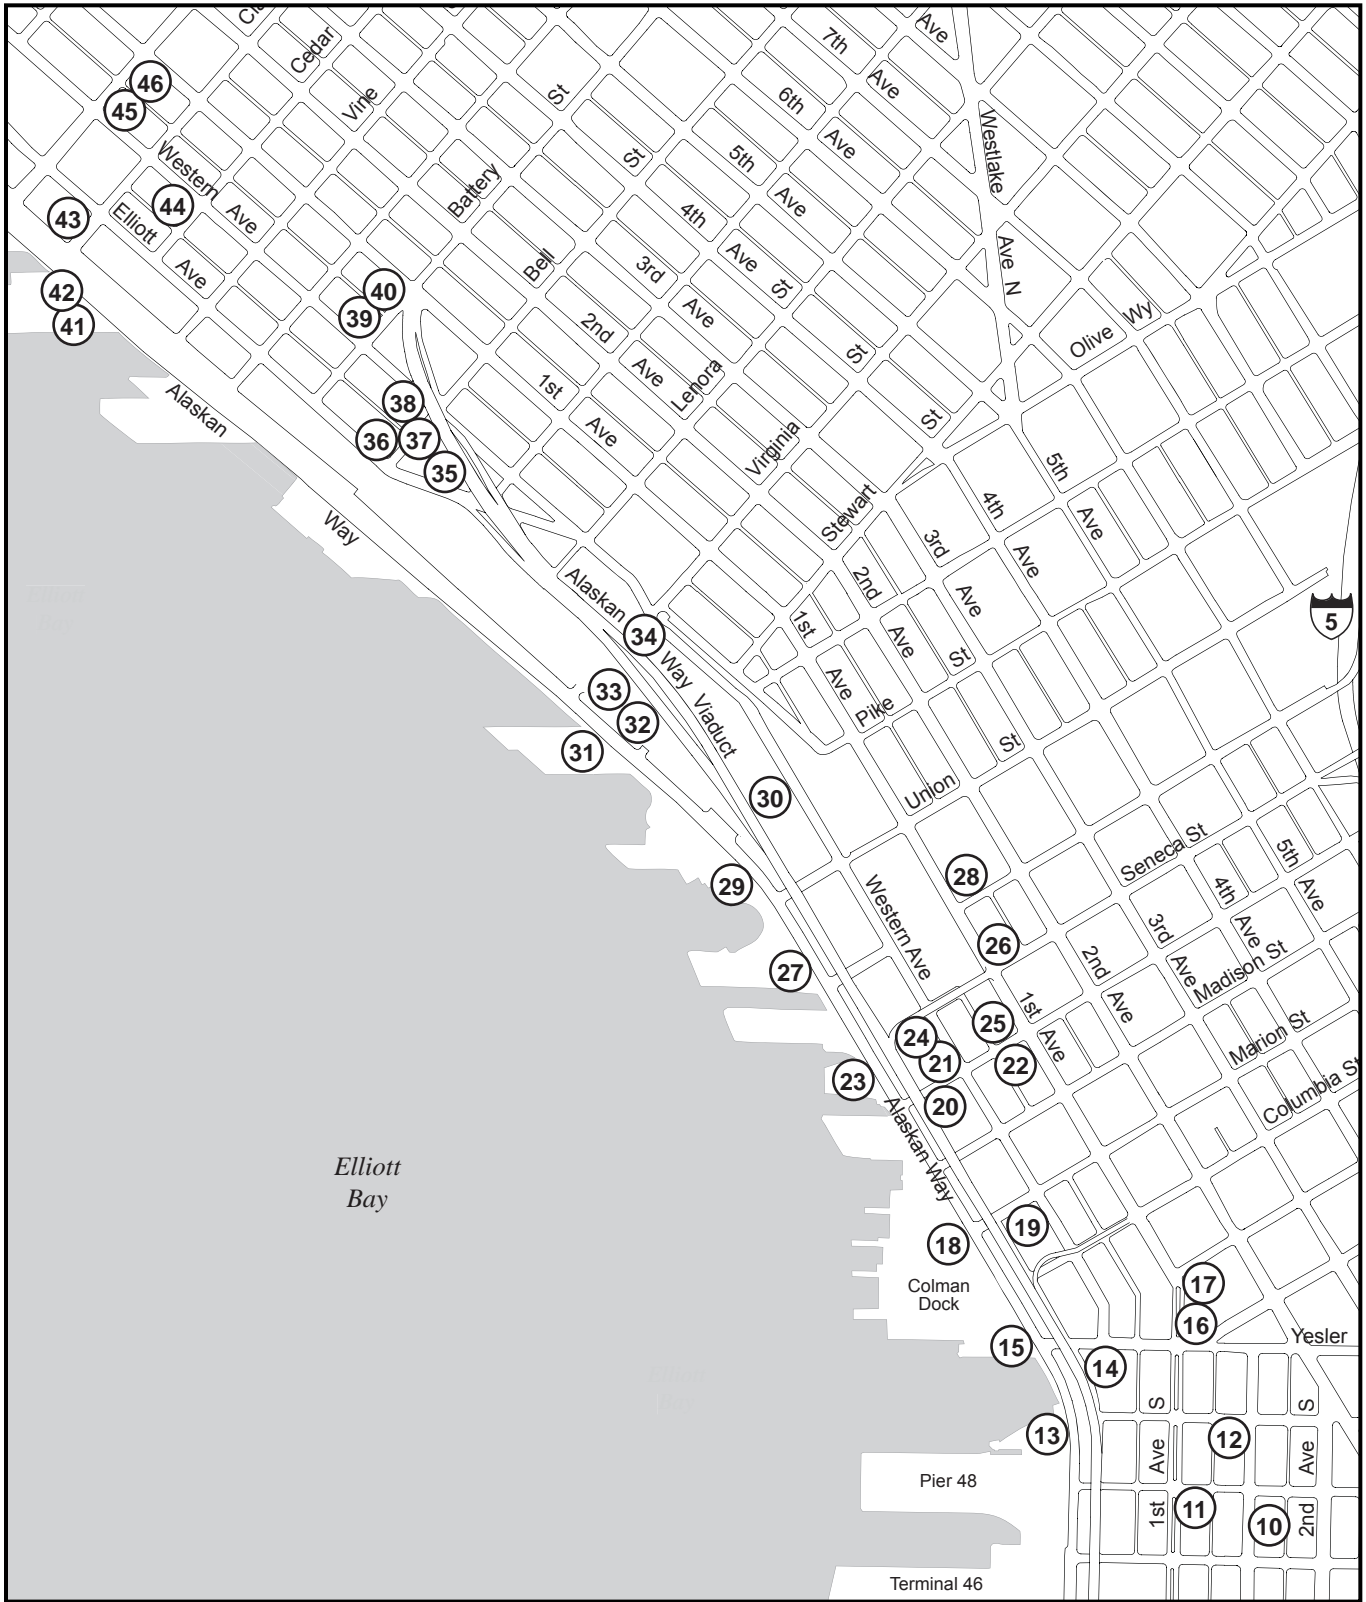 Cedar
Vine
St
Battery
Bell
St
7th
Ave
Ave
6th
Ave
5th
Ave
4th
Ave
St
3rd
Ave
2nd
Ave
Lenora
1st
Ave
Virginia
St
Stewart
St
Westlake
Ave N
Olive Wy
46
45
Western
Ave
44
Elliott
Ave
43
42
41
40
39
38
37
36
35
Alaskan
Way
Alaskan
Way Viaduct
34
33
32
31
30
29
28
27
26
25
24
23
22
21
20
19
18
17
16
15
14
13
12
11
10
5th
Ave
4th
Ave
3rd
Ave
2nd
Ave
1st
Ave
Pike
St
Union
St
5
Seneca St
5th
Ave
4th
Ave
3rd
Ave
2nd
Ave
1st
Ave
Western Ave
Madison St
Marion St
Columbia St
Alaskan Way
Elliott
Bay
Colman
Dock
Yesler
Pier 48
Terminal 46
1st
Ave
S
2nd
Ave
S